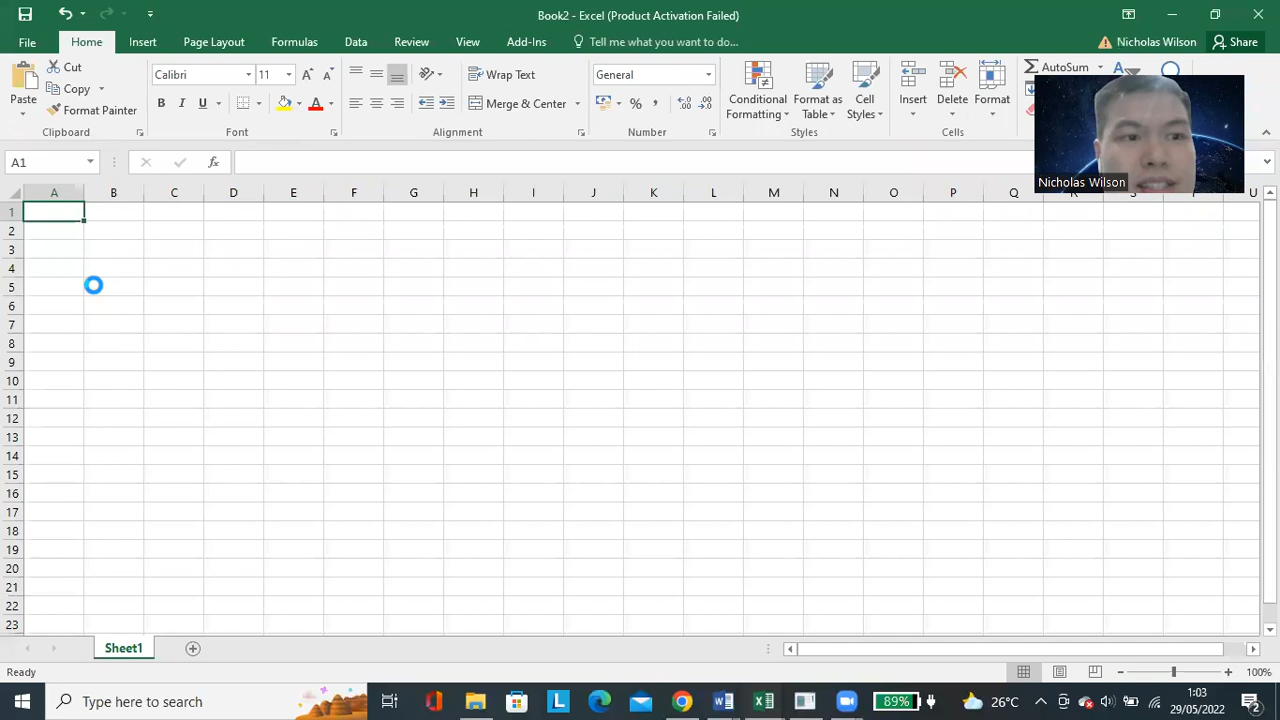 Book2 - Excel (Product Activation Failed)
File Home Insert Page Layout Formulas Data Review View Add-Ins Tell me what you want to do... Nicholas Wilson Share
Paste Cut Copy Format Painter
Calibri 11
B I U A
ab Wrap Text
Merge & Center
General
% ,
Conditional Formatting Format as Table Cell Styles
Insert Delete Format
AutoSum
Clipboard Font Alignment Number Styles Cells
Nicholas Wilson
A1 fx
A B C D E F G H I J K L M N O P Q R S T U
1
2
3
4
5
6
7
8
9
10
11
12
13
14
15
16
17
18
19
20
21
22
23
Sheet1
Ready 100%
Type here to search 89% 26°C 1:03
29/05/2022